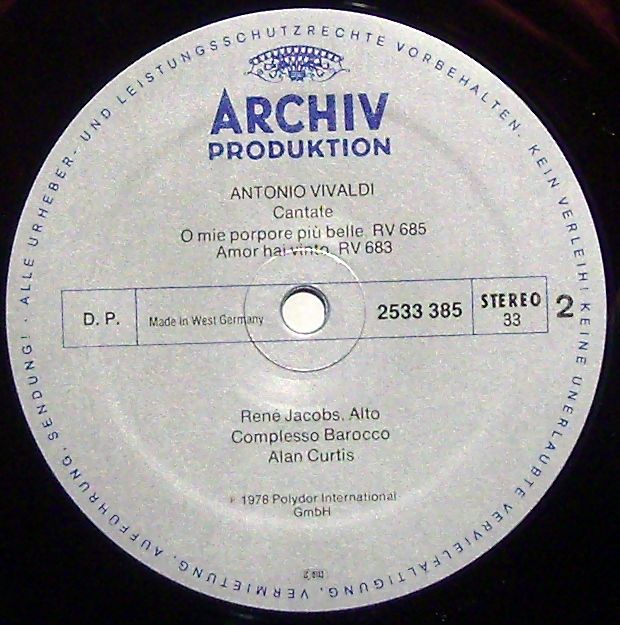 ALLE URHEBER- UND LEISTUNGSSCHUTZRECHTE VORBEHALTEN. KEIN VERLEIH! KEINE UNERLAUBTE VERVIELFÄLTIGUNG, VERMIETUNG, AUFFÜHRUNG, SENDUNG!
ARCHIV
PRODUKTION
ANTONIO VIVALDI
Cantate
O mie porpore più belle, RV 685
Amor hai vinto, RV 683
D. P.
Made in West Germany
2533 385
STEREO
33
2
René Jacobs, Alto
Complesso Barocco
Alan Curtis
℗ 1978 Polydor International
GmbH